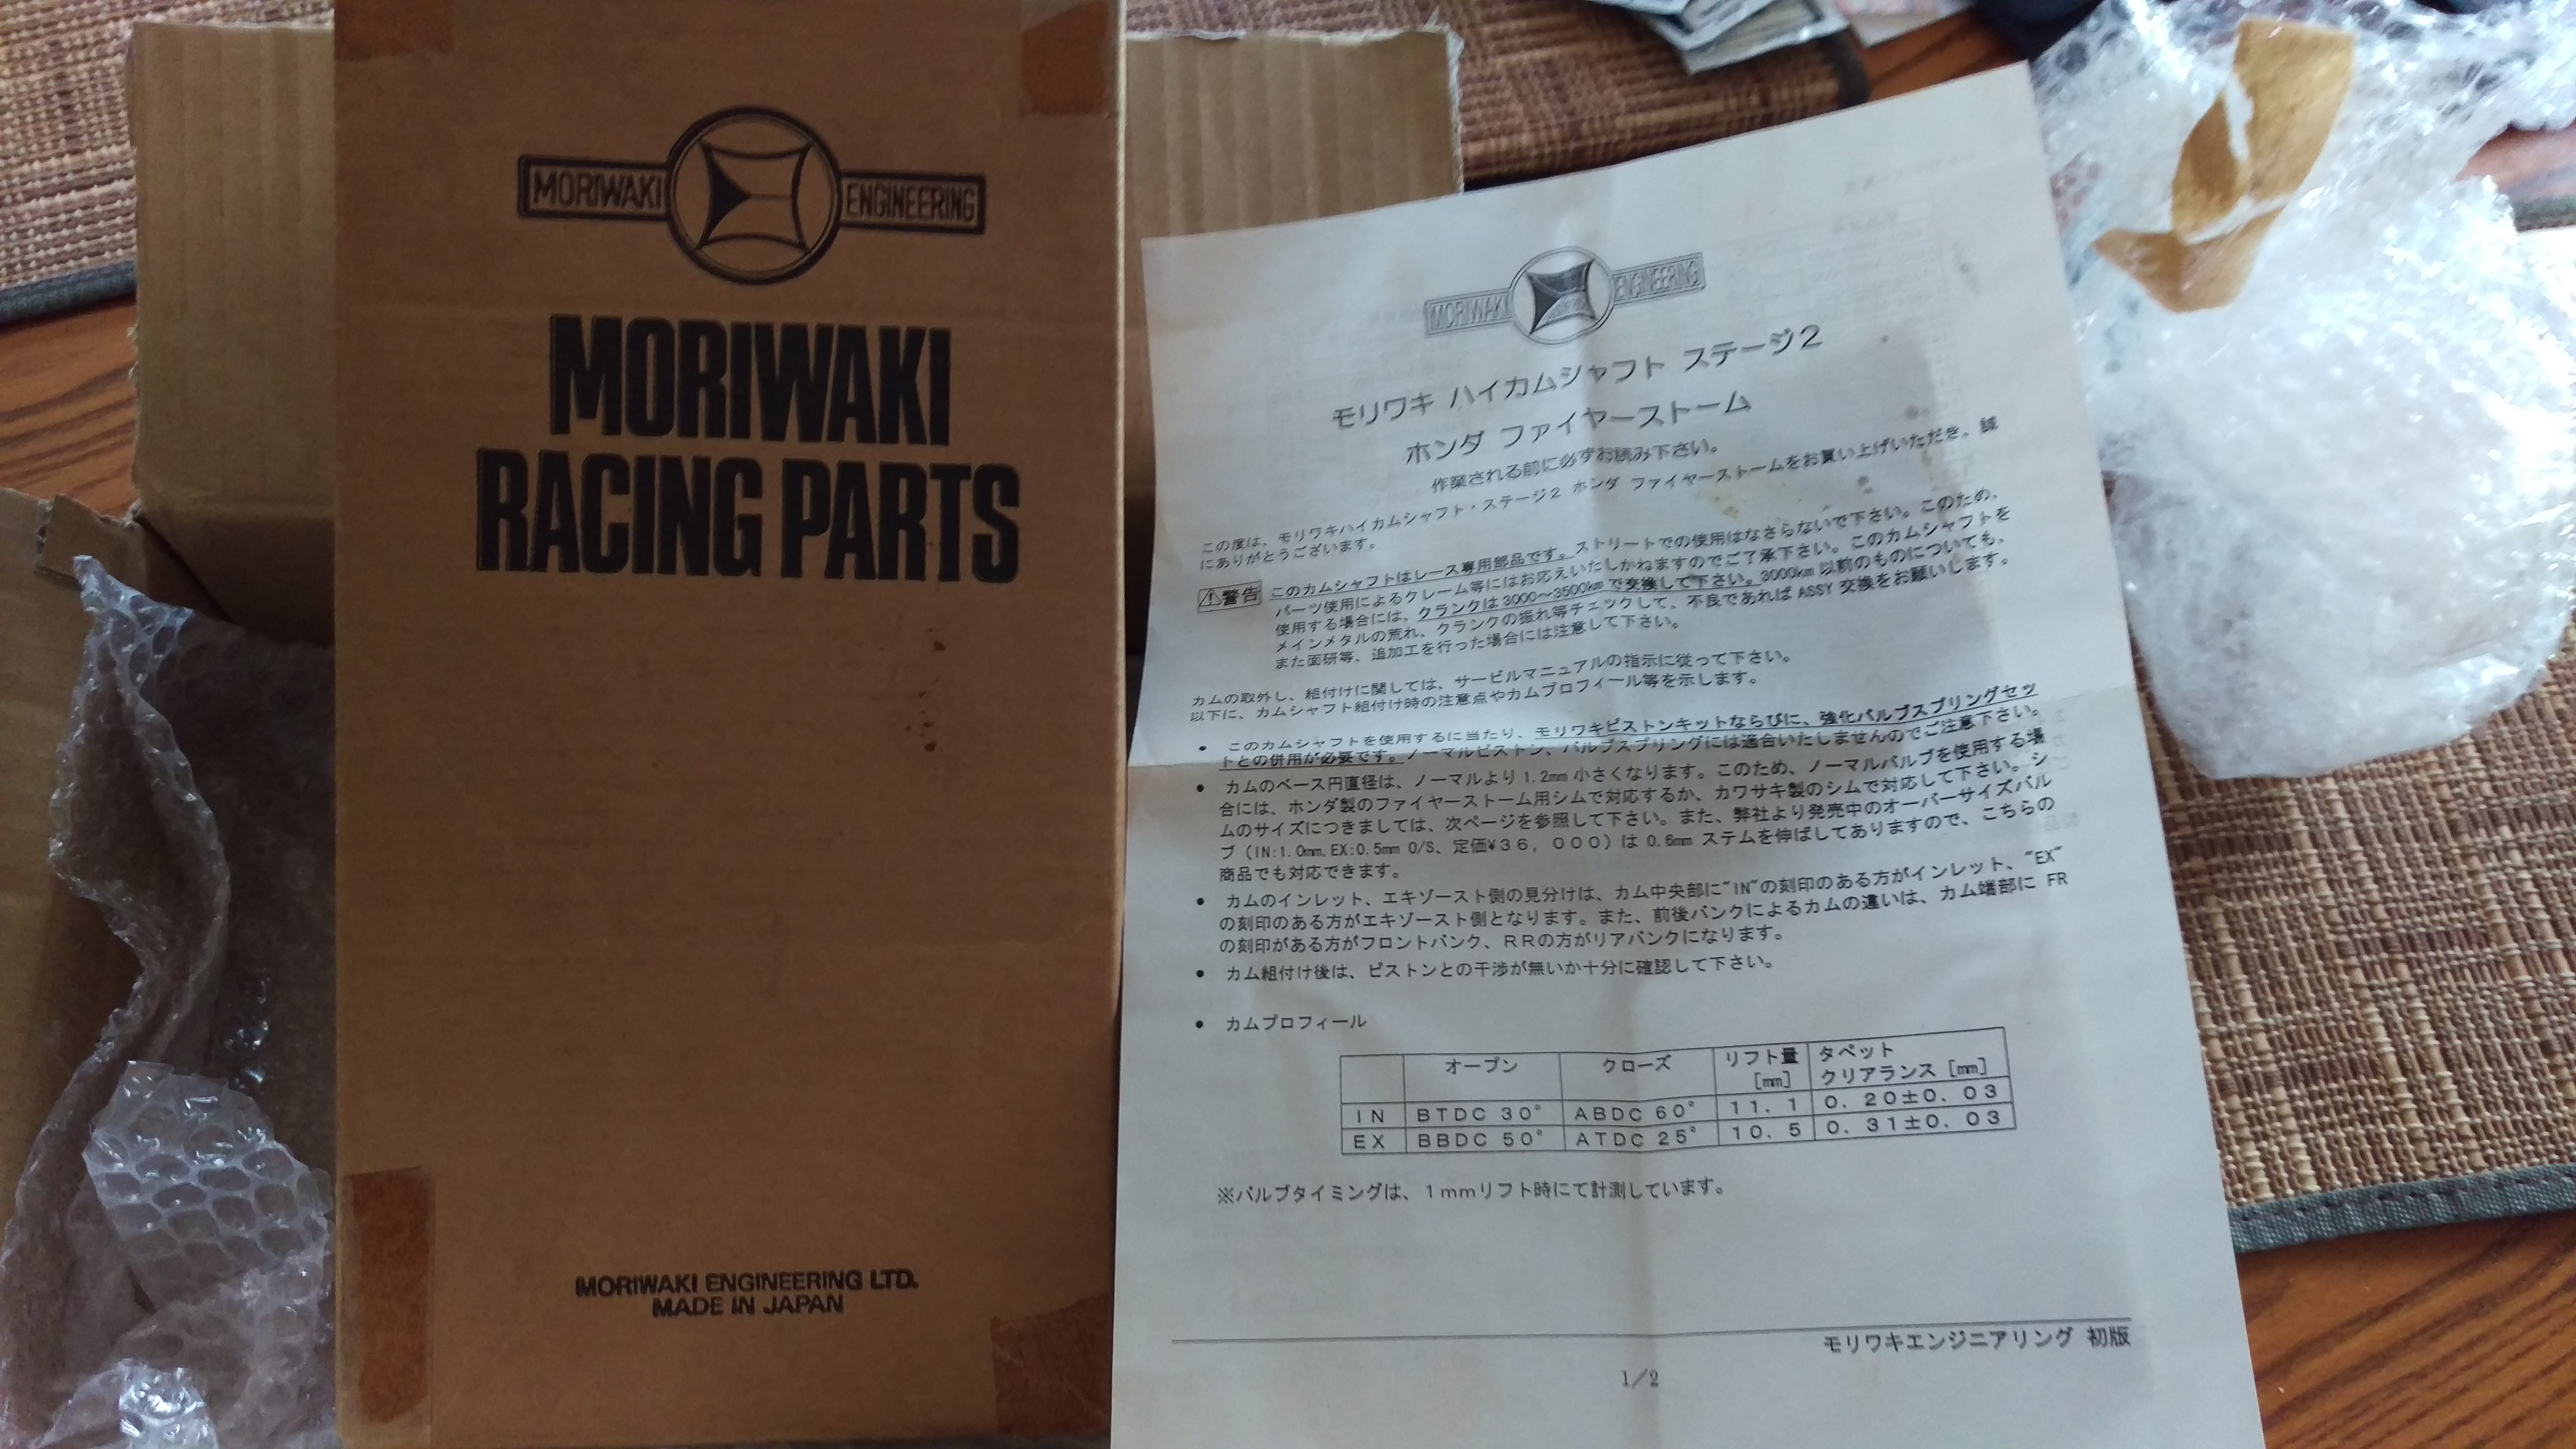 MORIWAKI ENGINEERING
MORIWAKI
RACING PARTS
MORIWAKI ENGINEERING LTD.
MADE IN JAPAN
MORIWAKI ENGINEERING
モリワキ ハイカムシャフト ステージ2
ホンダ ファイヤーストーム
作業される前に必ずお読み下さい。
この度は、モリワキハイカムシャフト・ステージ2 ホンダ ファイヤーストームをお買い上げいただき、誠
にありがとうございます。
⚠警告 このカムシャフトはレース専用部品です。ストリートでの使用はなさらないで下さい。このため、
パーツ使用によるクレーム等にはお応えいたしかねますのでご了承下さい。このカムシャフトを
使用する場合には、クランクは3000~3500kmで交換して下さい。3000km以前のものについても、
メインメタルの荒れ、クランクの振れ等チェックして、不良であればASSY交換をお願いします。
また面研等、追加工を行った場合には注意して下さい。
カムの取外し、組付けに関しては、サービルマニュアルの指示に従って下さい。
以下に、カムシャフト組付け時の注意点やカムプロフィール等を示します。
• このカムシャフトを使用するに当たり、モリワキピストンキットならびに、強化バルブスプリングセッ
トとの併用が必要です。ノーマルピストン、バルブスプリングには適合いたしませんのでご注意下さい。
• カムのベース円直径は、ノーマルより1.2mm小さくなります。このため、ノーマルバルブを使用する場
合には、ホンダ製のファイヤーストーム用シムで対応するか、カワサキ製のシムで対応して下さい。シ
ムのサイズにつきましては、次ページを参照して下さい。また、弊社より発売中のオーバーサイズバル
ブ(IN:1.0mm,EX:0.5mm O/S、定価¥36,000)は0.6mmステムを伸ばしてありますので、こちらの
商品でも対応できます。
• カムのインレット、エキゾースト側の見分けは、カム中央部に"IN"の刻印のある方がインレット、"EX"
の刻印のある方がエキゾースト側となります。また、前後バンクによるカムの違いは、カム端部に FR
の刻印がある方がフロントバンク、RRの方がリアバンクになります。
• カム組付け後は、ピストンとの干渉が無いか十分に確認して下さい。
• カムプロフィール
オープン クローズ リフト量[mm] タペットクリアランス[mm]
IN BTDC 30° ABDC 60° 11.1 0.20±0.03
EX BBDC 50° ATDC 25° 10.5 0.31±0.03
※バルブタイミングは、1mmリフト時にて計測しています。
モリワキエンジニアリング 初版
1/2